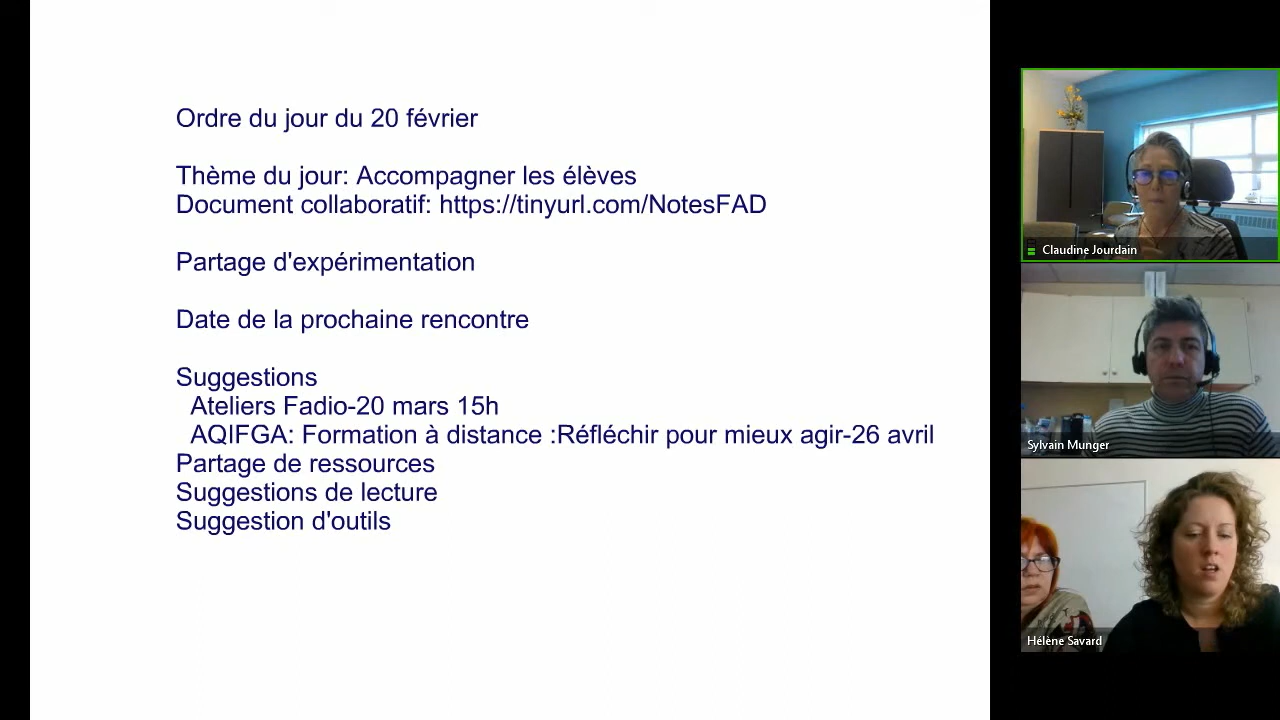 Ordre du jour du 20 février
Thème du jour: Accompagner les élèves
Document collaboratif: https://tinyurl.com/NotesFAD
Partage d'expérimentation
Date de la prochaine rencontre
Suggestions
Ateliers Fadio-20 mars 15h
AQIFGA: Formation à distance :Réfléchir pour mieux agir-26 avril
Partage de ressources
Suggestions de lecture
Suggestion d'outils
Claudine Jourdain
Sylvain Munger
Hélène Savard